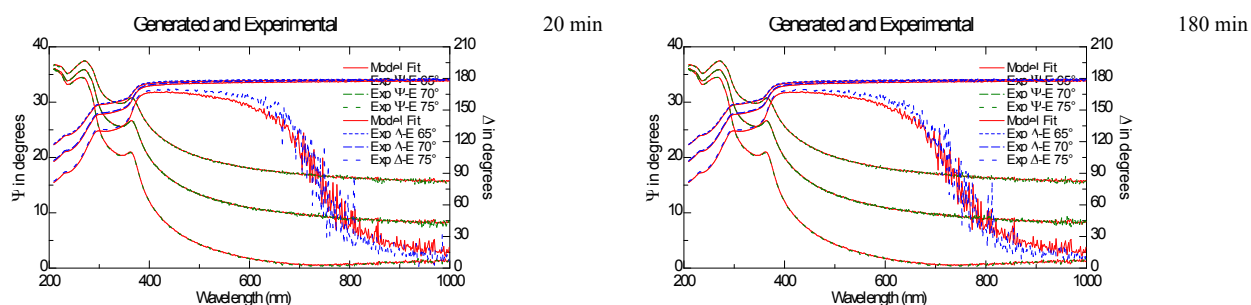 Generated and Experimental
20 min
40
30
20
10
0
Ψ in degrees
210
180
150
120
90
60
30
0
Δ in degrees
Model Fit
Exp Ψ-E 65°
Exp Ψ-E 70°
Exp Ψ-E 75°
Model Fit
Exp Δ-E 65°
Exp Δ-E 70°
Exp Δ-E 75°
200 400 600 800 1000
Wavelength (nm)
Generated and Experimental
180 min
40
30
20
10
0
Ψ in degrees
210
180
150
120
90
60
30
0
Δ in degrees
Model Fit
Exp Ψ-E 65°
Exp Ψ-E 70°
Exp Ψ-E 75°
Model Fit
Exp Δ-E 65°
Exp Δ-E 70°
Exp Δ-E 75°
200 400 600 800 1000
Wavelength (nm)